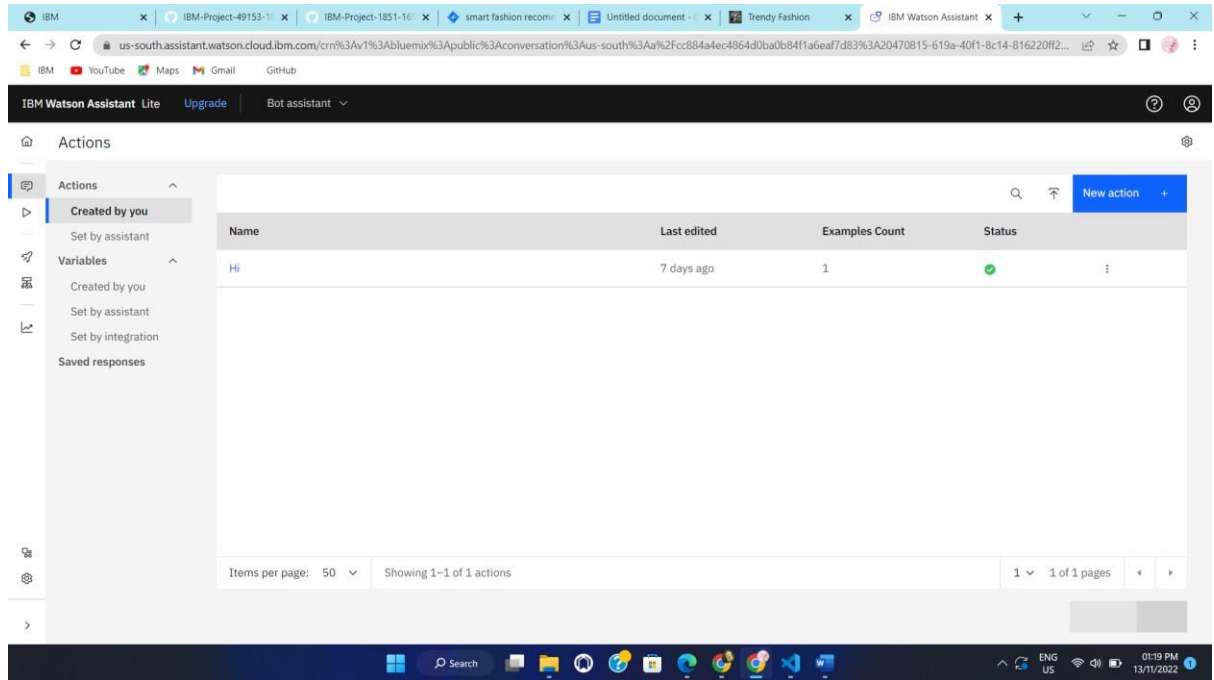 IBM
IBM-Project-49153-1
IBM-Project-1851-16
smart fashion recomn
Untitled document -
Trendy Fashion
IBM Watson Assistant
us-south.assistant.watson.cloud.ibm.com/crn%3Av1%3Abluemix%3Apublic%3Aconversation%3Aus-south%3Aa%2Fcc884a4ec4864d0ba0b84f1a6eaf7d83%3A20470815-619a-40f1-8c14-816220ff2...
IBM YouTube Maps Gmail GitHub
IBM Watson Assistant Lite Upgrade Bot assistant
Actions
Actions
Created by you
Set by assistant
Variables
Created by you
Set by assistant
Set by integration
Saved responses
New action +
Name Last edited Examples Count Status
Hi 7 days ago 1
Items per page: 50 Showing 1–1 of 1 actions 1 1 of 1 pages
Search
ENG
US
01:19 PM
13/11/2022
1